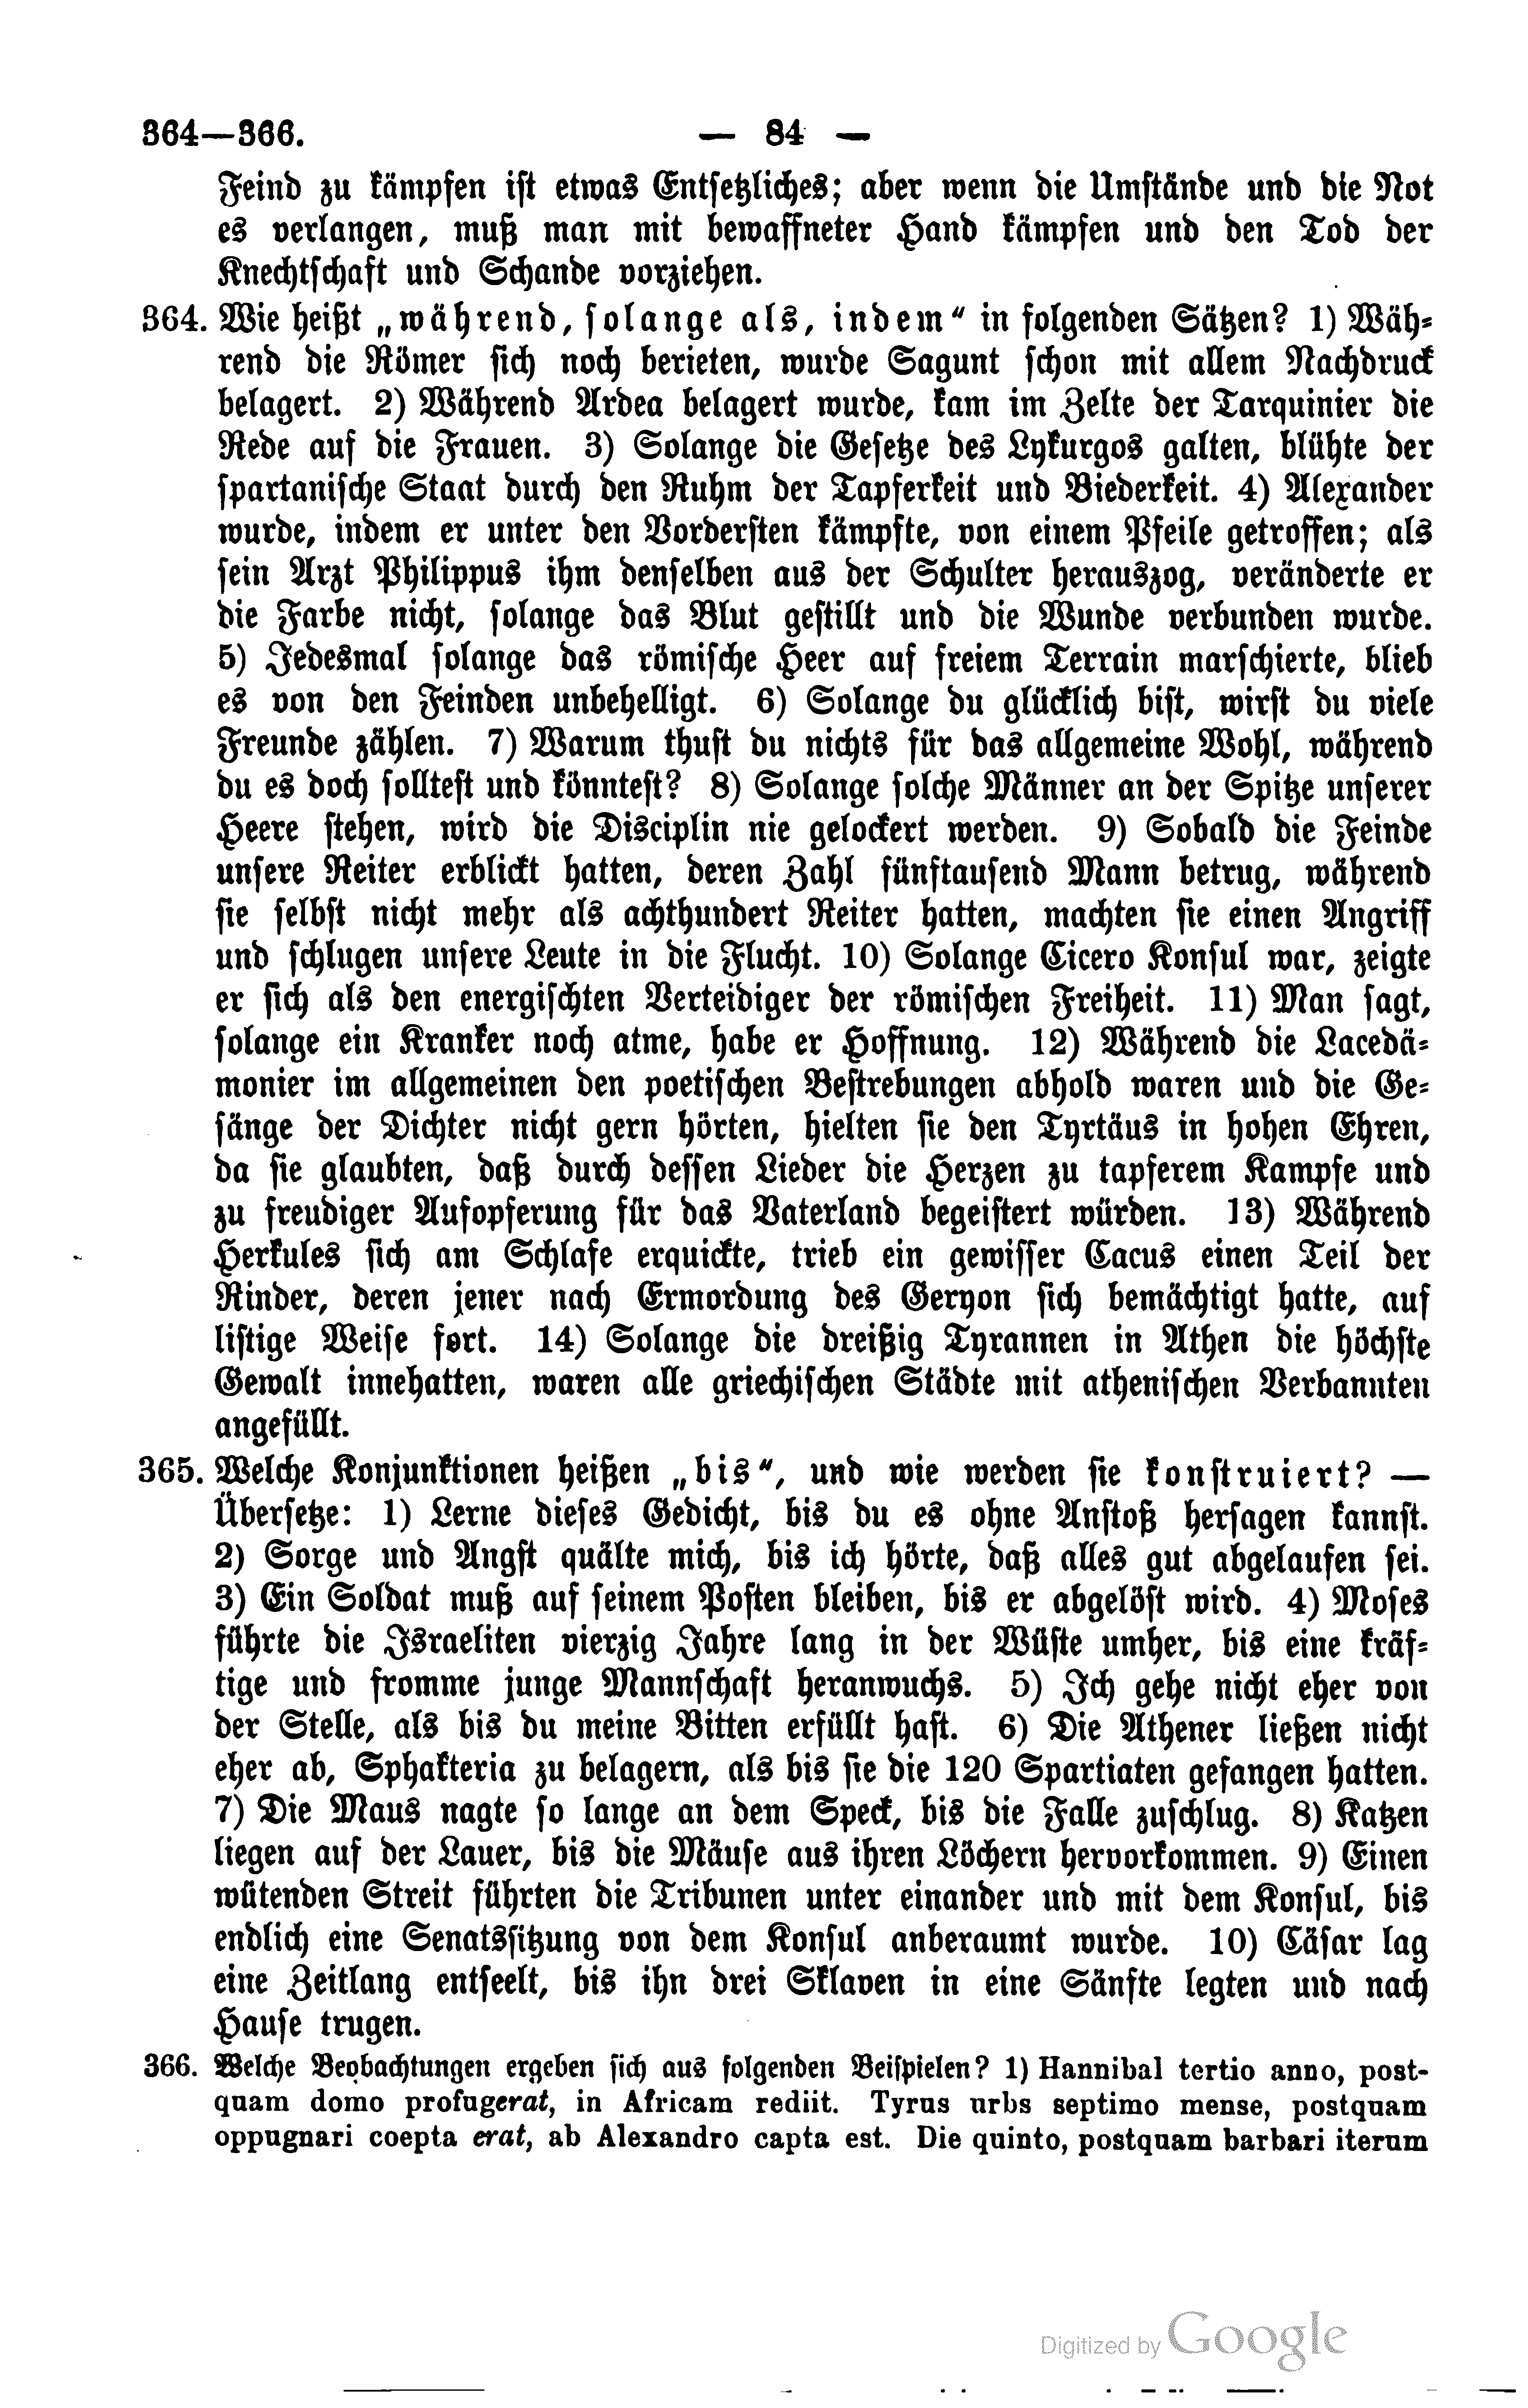 364—366. — 84 —
Feind zu kämpfen ist etwas Entsetzliches; aber wenn die Umstände und die Not
es verlangen, muß man mit bewaffneter Hand kämpfen und den Tod der
Knechtschaft und Schande vorziehen.
364. Wie heißt „während, solange als, indem“ in folgenden Sätzen? 1) Wäh-
rend die Römer sich noch berieten, wurde Sagunt schon mit allem Nachdruck
belagert. 2) Während Ardea belagert wurde, kam im Zelte der Tarquinier die
Rede auf die Frauen. 3) Solange die Gesetze des Lykurgos galten, blühte der
spartanische Staat durch den Ruhm der Tapferkeit und Biederkeit. 4) Alexander
wurde, indem er unter den Vordersten kämpfte, von einem Pfeile getroffen; als
sein Arzt Philippus ihm denselben aus der Schulter herauszog, veränderte er
die Farbe nicht, solange das Blut gestillt und die Wunde verbunden wurde.
5) Jedesmal solange das römische Heer auf freiem Terrain marschierte, blieb
es von den Feinden unbehelligt. 6) Solange du glücklich bist, wirst du viele
Freunde zählen. 7) Warum thust du nichts für das allgemeine Wohl, während
du es doch solltest und könntest? 8) Solange solche Männer an der Spitze unserer
Heere stehen, wird die Disciplin nie gelockert werden. 9) Sobald die Feinde
unsere Reiter erblickt hatten, deren Zahl fünftausend Mann betrug, während
sie selbst nicht mehr als achthundert Reiter hatten, machten sie einen Angriff
und schlugen unsere Leute in die Flucht. 10) Solange Cicero Konsul war, zeigte
er sich als den energischten Verteidiger der römischen Freiheit. 11) Man sagt,
solange ein Kranker noch atme, habe er Hoffnung. 12) Während die Lacedä-
monier im allgemeinen den poetischen Bestrebungen abhold waren und die Ge-
sänge der Dichter nicht gern hörten, hielten sie den Tyrtäus in hohen Ehren,
da sie glaubten, daß durch dessen Lieder die Herzen zu tapferem Kampfe und
zu freudiger Aufopferung für das Vaterland begeistert würden. 13) Während
Herkules sich am Schlafe erquickte, trieb ein gewisser Cacus einen Teil der
Rinder, deren jener nach Ermordung des Geryon sich bemächtigt hatte, auf
listige Weise fort. 14) Solange die dreißig Tyrannen in Athen die höchste
Gewalt innehatten, waren alle griechischen Städte mit athenischen Verbannten
angefüllt.
365. Welche Konjunktionen heißen „bis“, und wie werden sie konstruiert? —
Übersetze: 1) Lerne dieses Gedicht, bis du es ohne Anstoß hersagen kannst.
2) Sorge und Angst quälte mich, bis ich hörte, daß alles gut abgelaufen sei.
3) Ein Soldat muß auf seinem Posten bleiben, bis er abgelöst wird. 4) Moses
führte die Israeliten vierzig Jahre lang in der Wüste umher, bis eine kräf-
tige und fromme junge Mannschaft heranwuchs. 5) Ich gehe nicht eher von
der Stelle, als bis du meine Bitten erfüllt hast. 6) Die Athener ließen nicht
eher ab, Sphakteria zu belagern, als bis sie die 120 Spartiaten gefangen hatten.
7) Die Maus nagte so lange an dem Speck, bis die Falle zuschlug. 8) Katzen
liegen auf der Lauer, bis die Mäuse aus ihren Löchern hervorkommen. 9) Einen
wütenden Streit führten die Tribunen unter einander und mit dem Konsul, bis
endlich eine Senatssitzung von dem Konsul anberaumt wurde. 10) Cäsar lag
eine Zeitlang entseelt, bis ihn drei Sklaven in eine Sänfte legten und nach
Hause trugen.
366. Welche Beobachtungen ergeben sich aus folgenden Beispielen? 1) Hannibal tertio anno, post-
quam domo profugerat, in Africam rediit. Tyrus urbs septimo mense, postquam
oppugnari coepta erat, ab Alexandro capta est. Die quinto, postquam barbari iterum
Digitized by Google